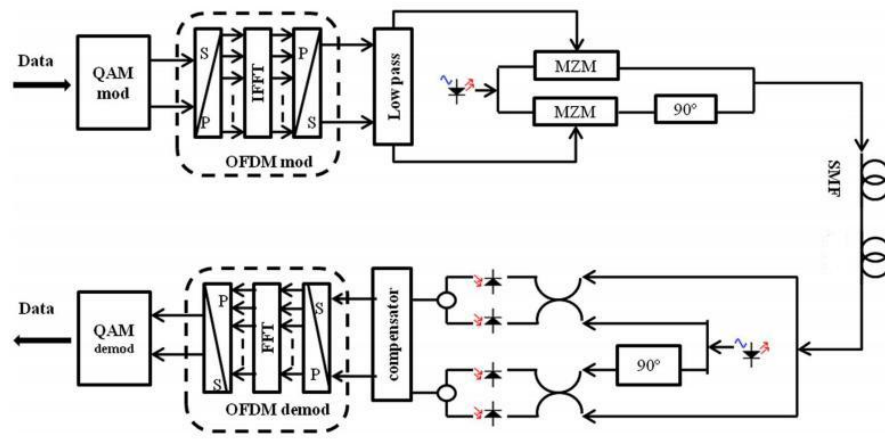 Data
QAM
mod
S
P
IFFT
P
S
OFDM mod
Low pass
MZM
MZM
90°
SMF
Data
QAM
demod
P
S
FFT
S
P
OFDM demod
compensator
90°